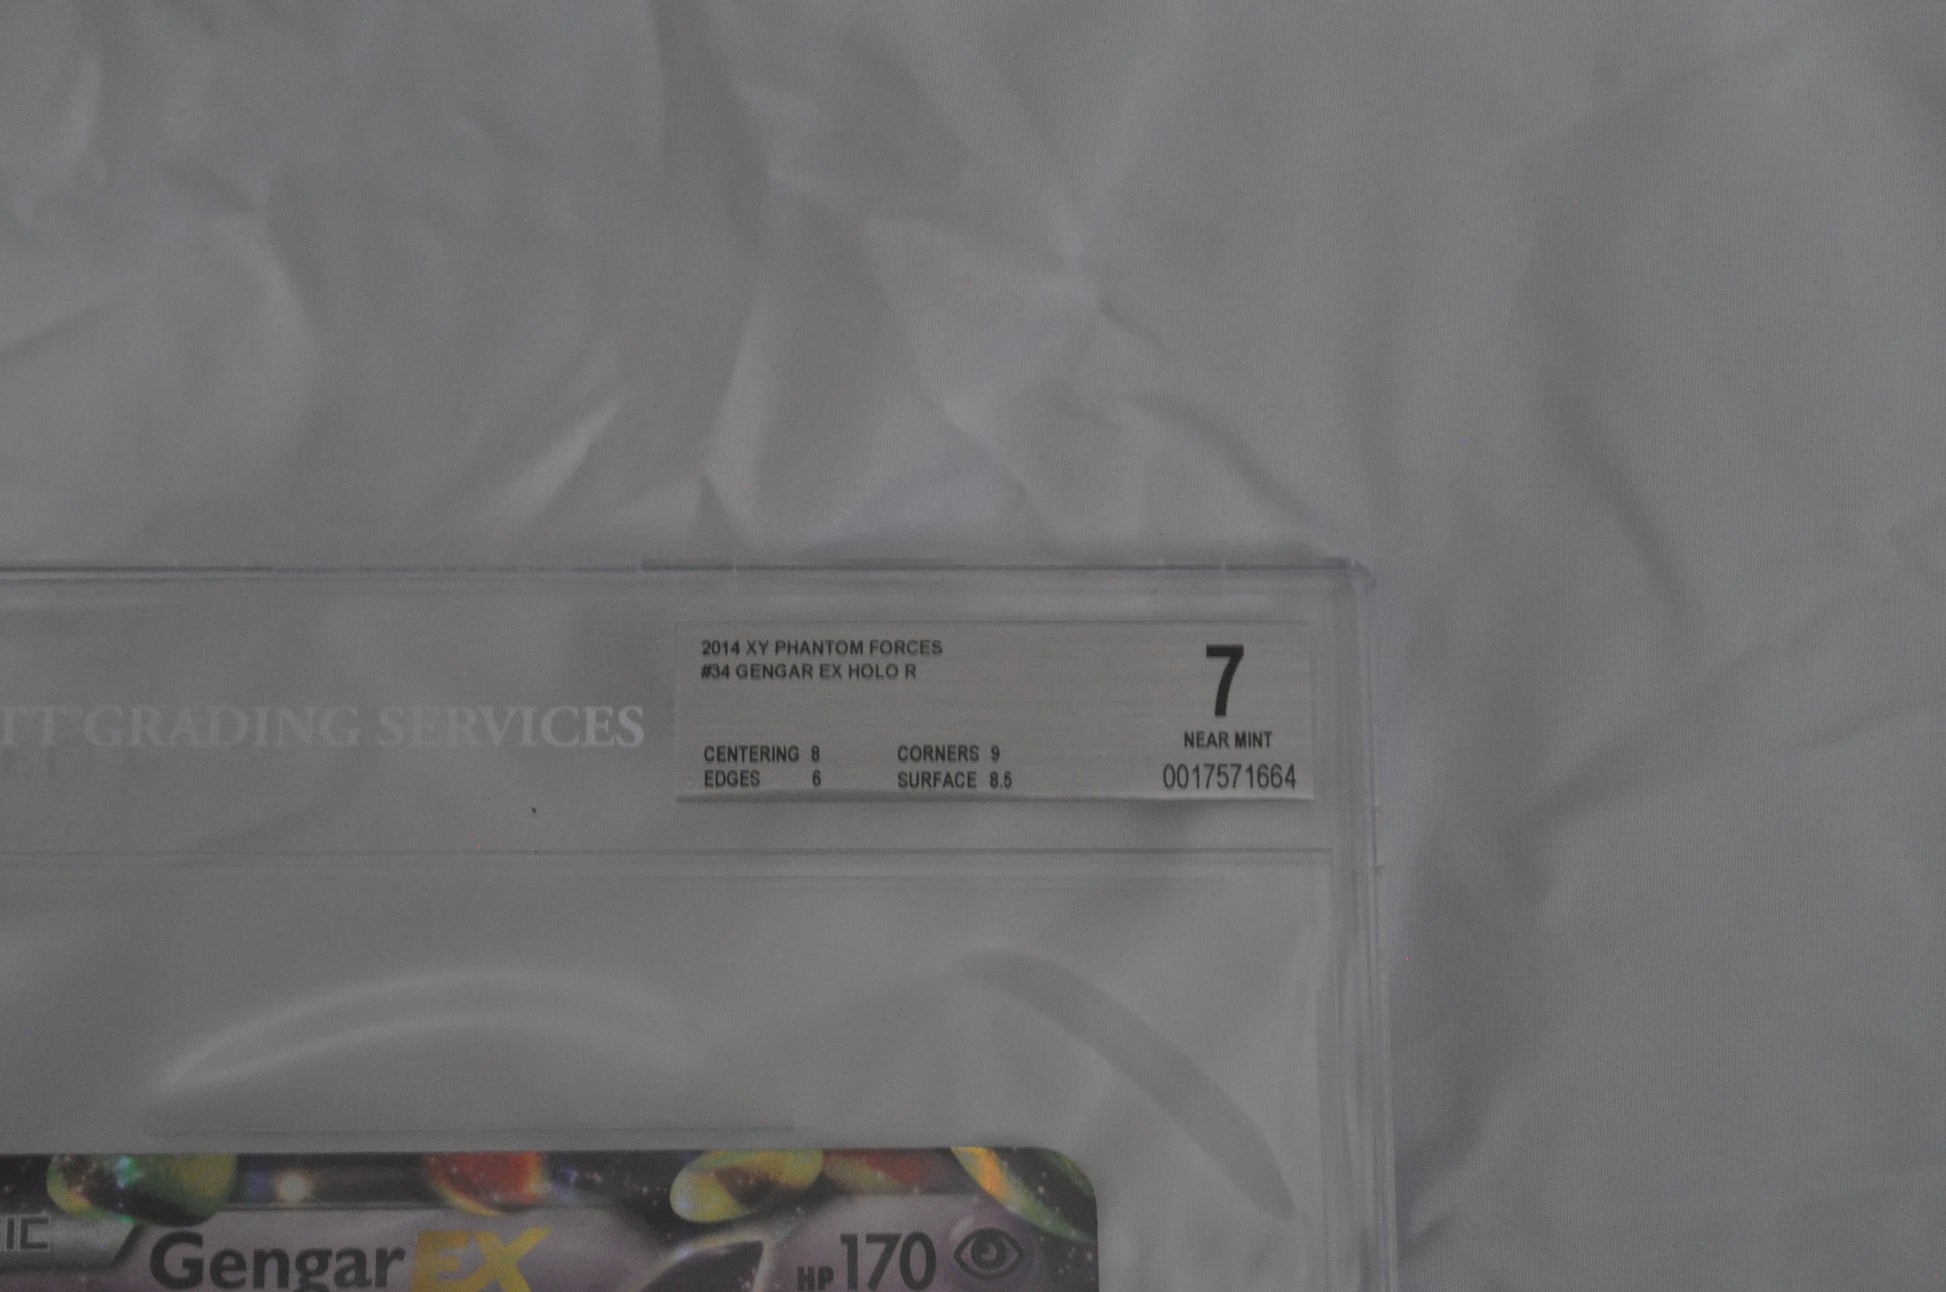 2014 XY PHANTOM FORCES
#34 GENGAR EX HOLO R
7
NEAR MINT
0017571664
CENTERING 8 CORNERS 9
EDGES 6 SURFACE 8.5
TT GRADING SERVICES
IC
Gengar EX
HP 170